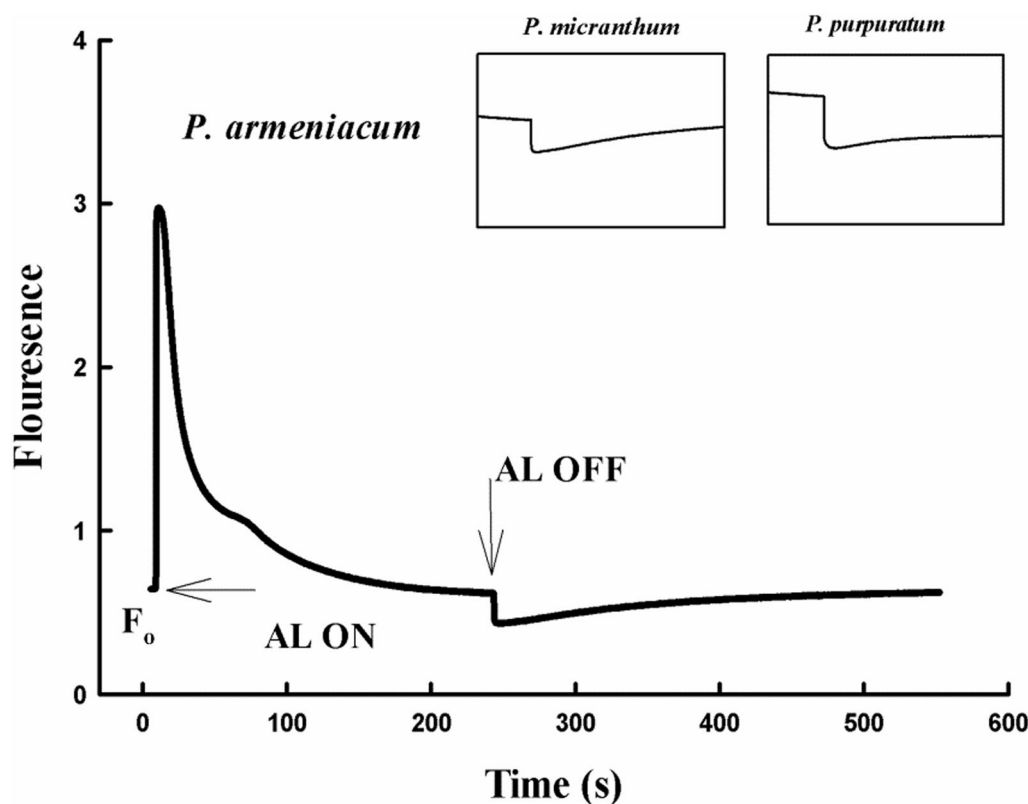 P. micranthum
P. purpuratum
P. armeniacum
4
3
2
1
0
Flouresence
AL OFF
Fo
AL ON
0 100 200 300 400 500 600
Time (s)